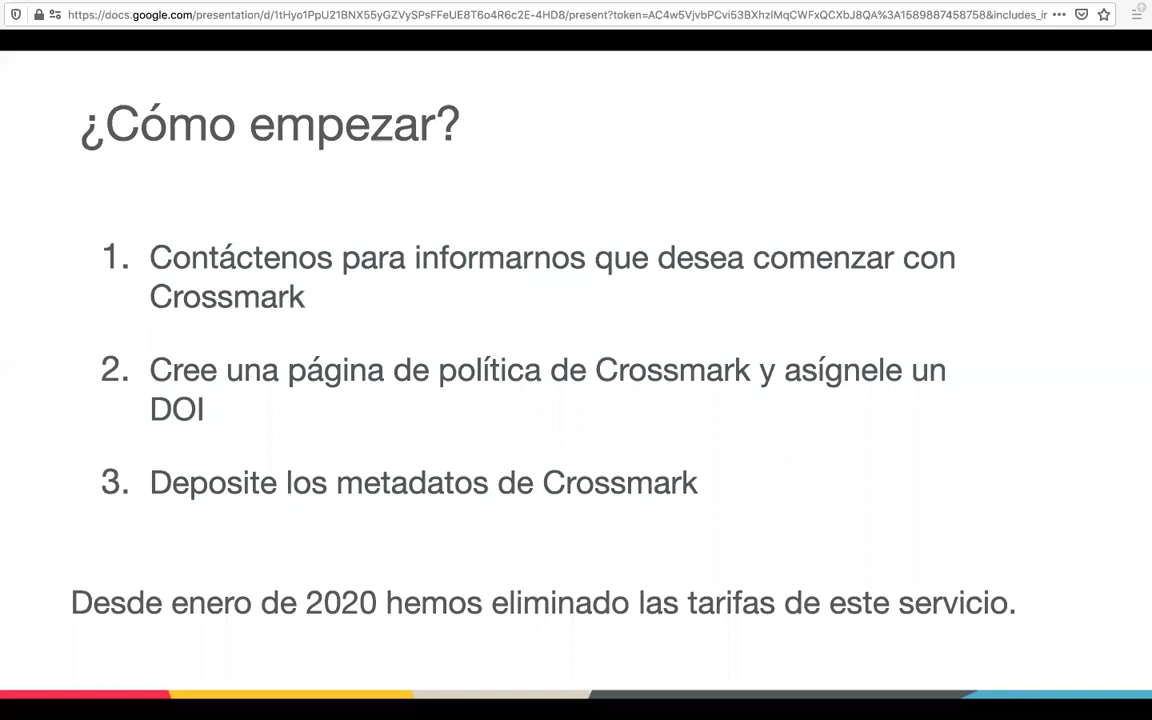 https://docs.google.com/presentation/d/1tHyo1PpU21BNX55yGZVySPsFFeUE8T6o4R6c2E-4HD8/present?token=AC4w5VjvbPCvi53BXhzlMqCWFxQCXbJ8QA%3A1589887458758&includes_ir
¿Cómo empezar?
1. Contáctenos para informarnos que desea comenzar con
Crossmark
2. Cree una página de política de Crossmark y asígnele un
DOI
3. Deposite los metadatos de Crossmark
Desde enero de 2020 hemos eliminado las tarifas de este servicio.